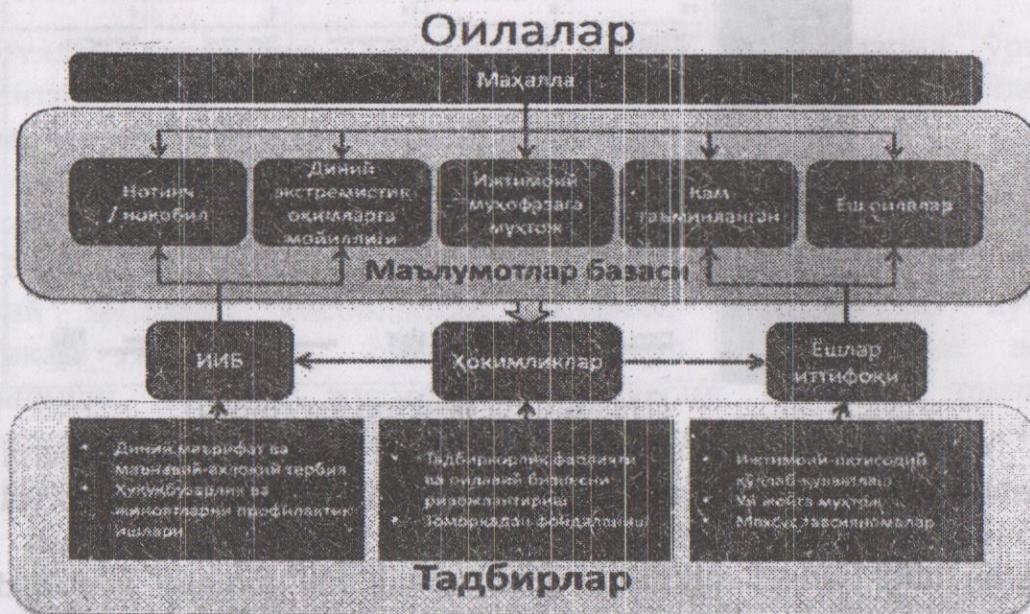 Оилалар
Маҳалла
Нотинч
/ ноқобил
Диний
экстремистик
оқимларга
мойиллиги
Ижтимоий
муҳофазага
муҳтож
Кам
таъминланган
Ёш оилалар
Маълумотлар базаси
ИИБ
Ҳокимликлар
Ёшлар
иттифоқи
• Диний маърифат ва
маънавий-ахлоқий тарбия
• Ҳуқуқбузарлик ва
жиноятларни профилактик
ишлари
• Тадбиркорлик фаолияти
ва оилавий бизнесни
ривожлантириш
• Томорқадан фойдаланиш
• Ижтимоий-иқтисодий
қўллаб-қувватлаш
• Уй жойга муҳтож
• Махсус тавсияномалар
Тадбирлар